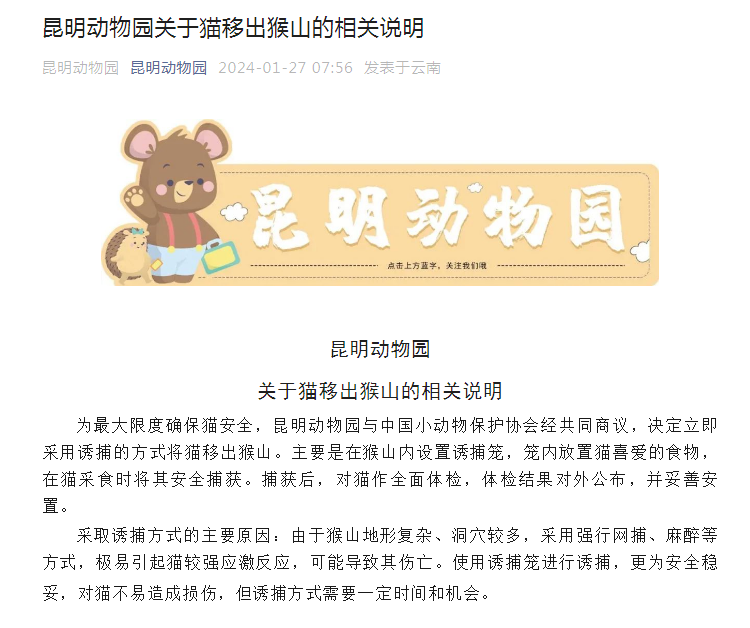 昆明动物园关于猫移出猴山的相关说明
昆明动物园 昆明动物园 2024-01-27 07:56 发表于云南
昆明动物园
点击上方蓝字，关注我们哦
昆明动物园
关于猫移出猴山的相关说明
为最大限度确保猫安全，昆明动物园与中国小动物保护协会经共同商议，决定立即
采用诱捕的方式将猫移出猴山。主要是在猴山内设置诱捕笼，笼内放置猫喜爱的食物，
在猫采食时将其安全捕获。捕获后，对猫作全面体检，体检结果对外公布，并妥善安
置。
采取诱捕方式的主要原因：由于猴山地形复杂、洞穴较多，采用强行网捕、麻醉等
方式，极易引起猫较强应激反应，可能导致其伤亡。使用诱捕笼进行诱捕，更为安全稳
妥，对猫不易造成损伤，但诱捕方式需要一定时间和机会。